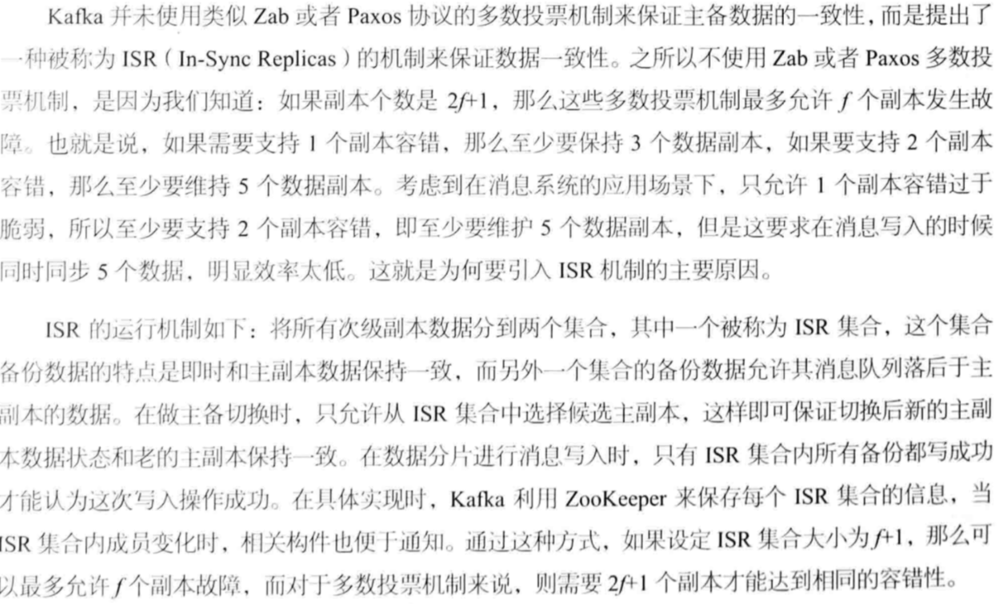 Kafka 并未使用类似 Zab 或者 Paxos 协议的多数投票机制来保证主备数据的一致性，而是提出了
一种被称为 ISR（In-Sync Replicas）的机制来保证数据一致性。之所以不使用 Zab 或者 Paxos 多数投
票机制，是因为我们知道：如果副本个数是 2f+1，那么这些多数投票机制最多允许 f 个副本发生故
障。也就是说，如果需要支持 1 个副本容错，那么至少要保持 3 个数据副本，如果要支持 2 个副本
容错，那么至少要维持 5 个数据副本。考虑到在消息系统的应用场景下，只允许 1 个副本容错过于
脆弱，所以至少要支持 2 个副本容错，即至少要维护 5 个数据副本，但是这要求在消息写入的时候
同时同步 5 个数据，明显效率太低。这就是为何要引入 ISR 机制的主要原因。
ISR 的运行机制如下：将所有次级副本数据分到两个集合，其中一个被称为 ISR 集合，这个集合
备份数据的特点是即时和主副本数据保持一致，而另外一个集合的备份数据允许其消息队列落后于主
副本的数据。在做主备切换时，只允许从 ISR 集合中选择候选主副本，这样即可保证切换后新的主副
本数据状态和老的主副本保持一致。在数据分片进行消息写入时，只有 ISR 集合内所有备份都写成功
才能认为这次写入操作成功。在具体实现时，Kafka 利用 ZooKeeper 来保存每个 ISR 集合的信息，当
ISR 集合内成员变化时，相关构件也便于通知。通过这种方式，如果设定 ISR 集合大小为 f+1，那么可
以最多允许 f 个副本故障，而对于多数投票机制来说，则需要 2f+1 个副本才能达到相同的容错性。